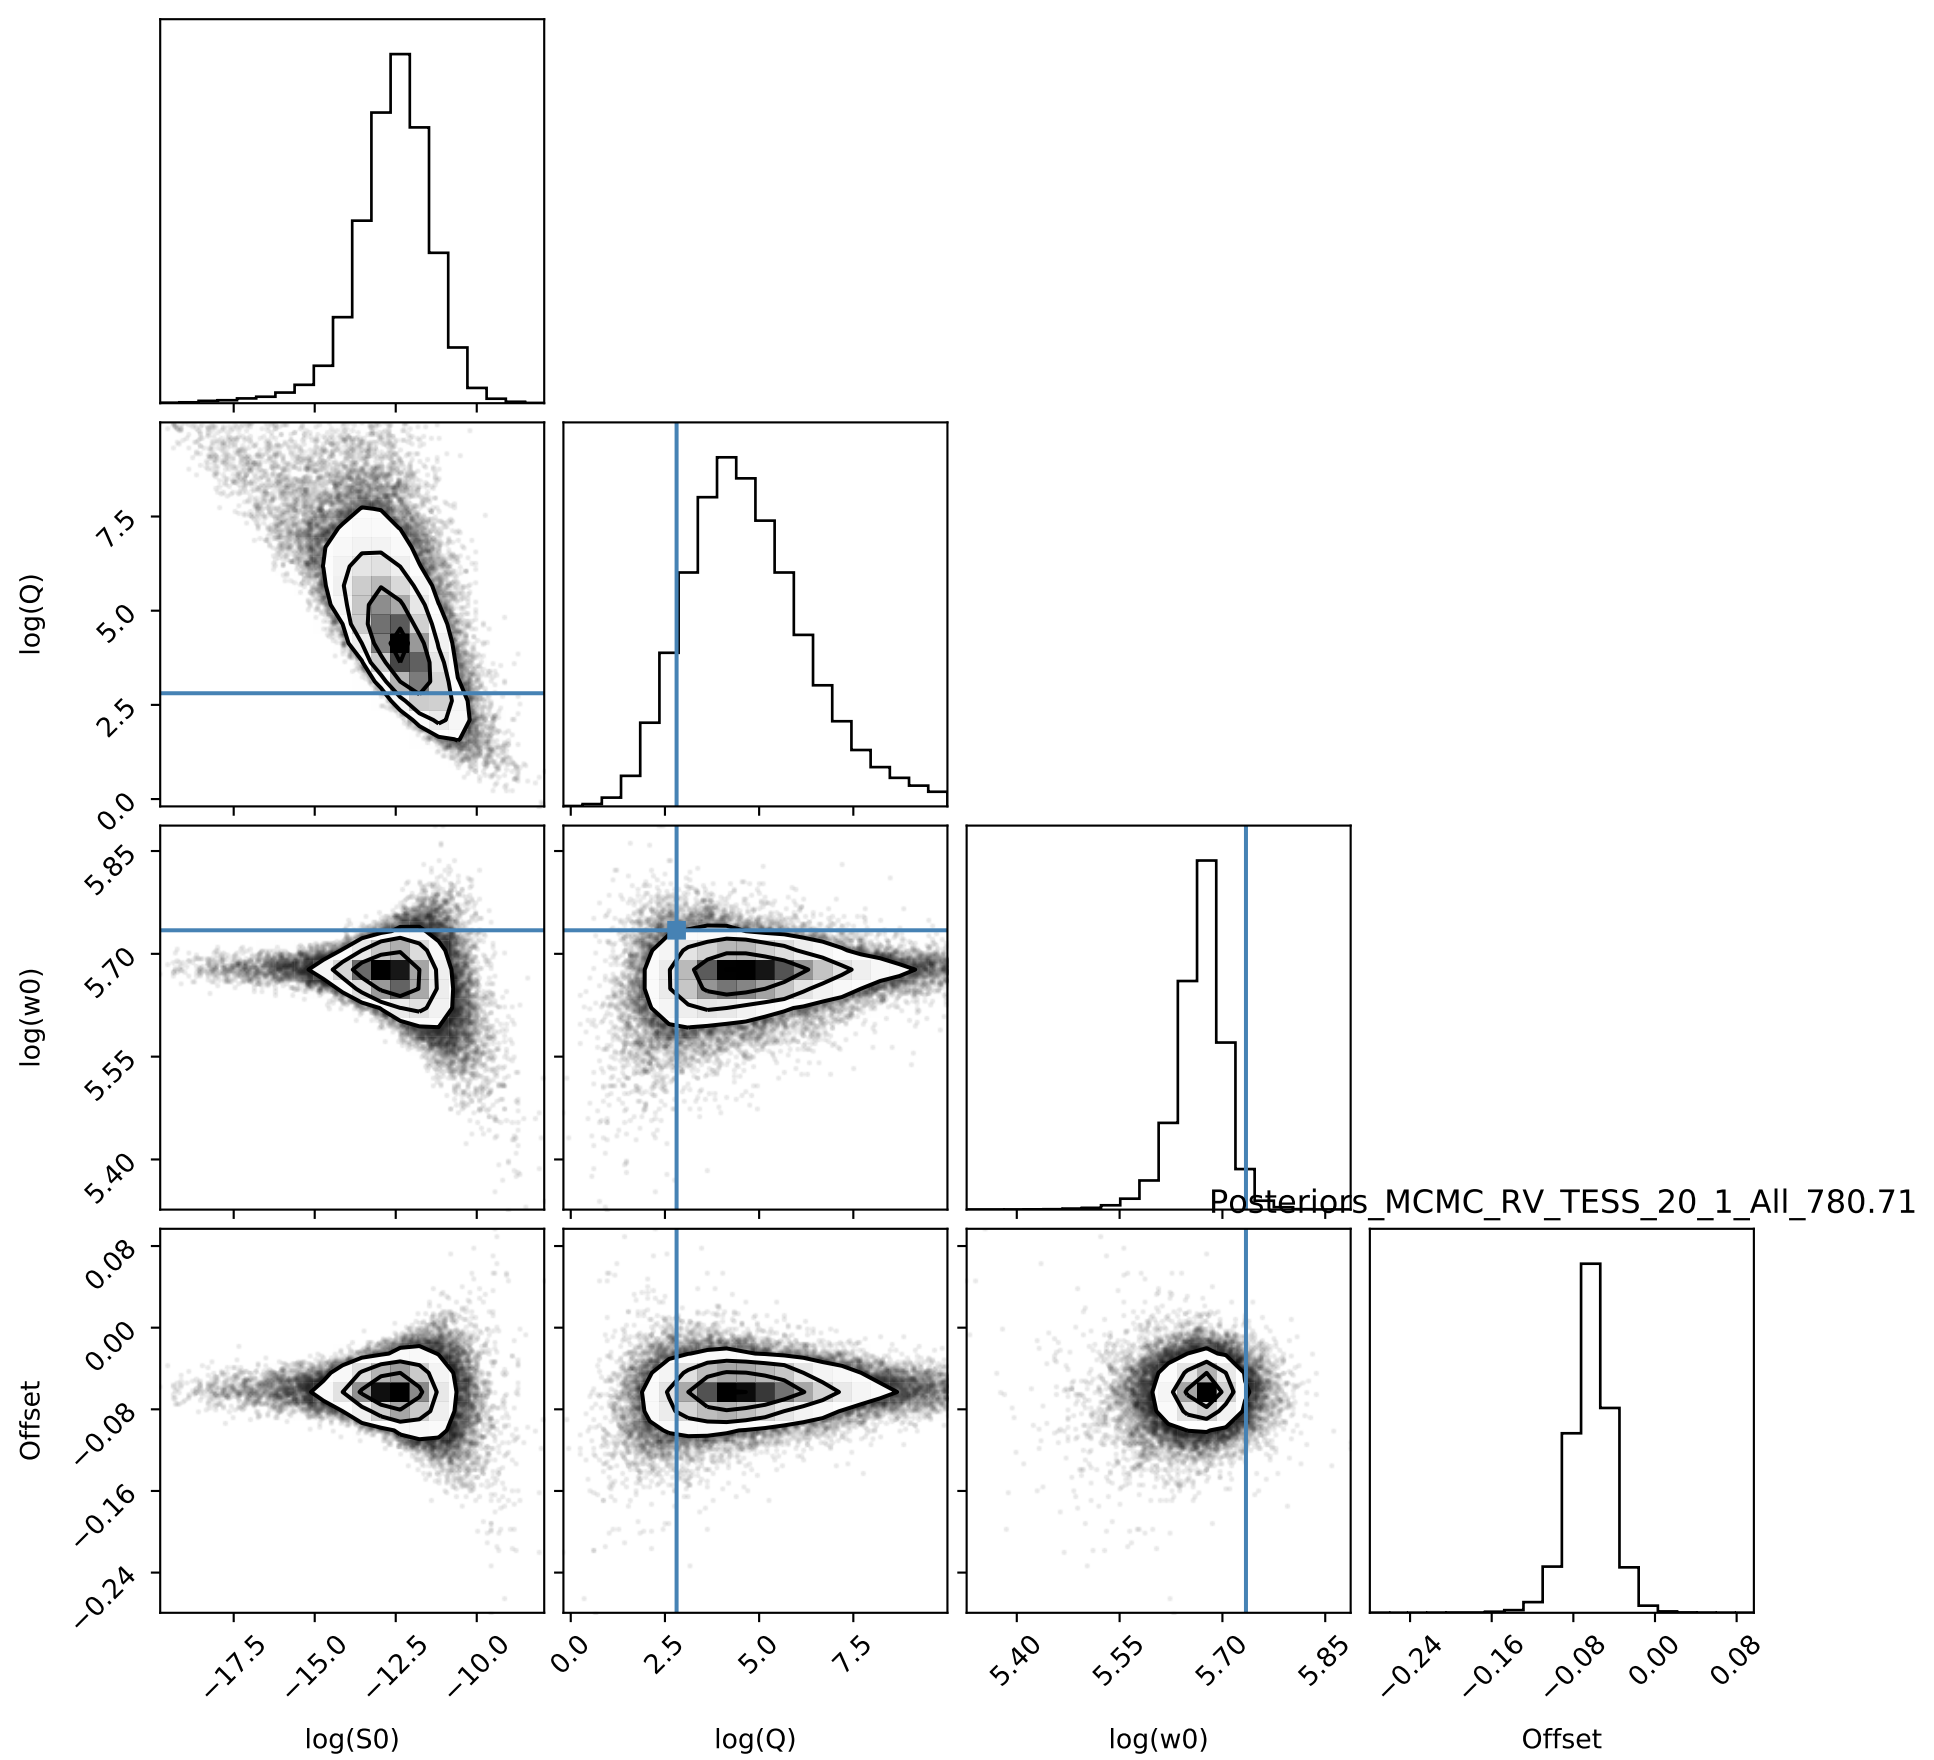 log(Q)
7.5
5.0
2.5
0.0
log(w0)
5.85
5.70
5.55
5.40
Posteriors_MCMC_RV_TESS_20_1_All_780.71
Offset
0.08
0.00
−0.08
−0.16
−0.24
−17.5 −15.0 −12.5 −10.0 0.0 2.5 5.0 7.5 5.40 5.55 5.70 5.85 −0.24 −0.16 −0.08 0.00 0.08
log(S0) log(Q) log(w0) Offset